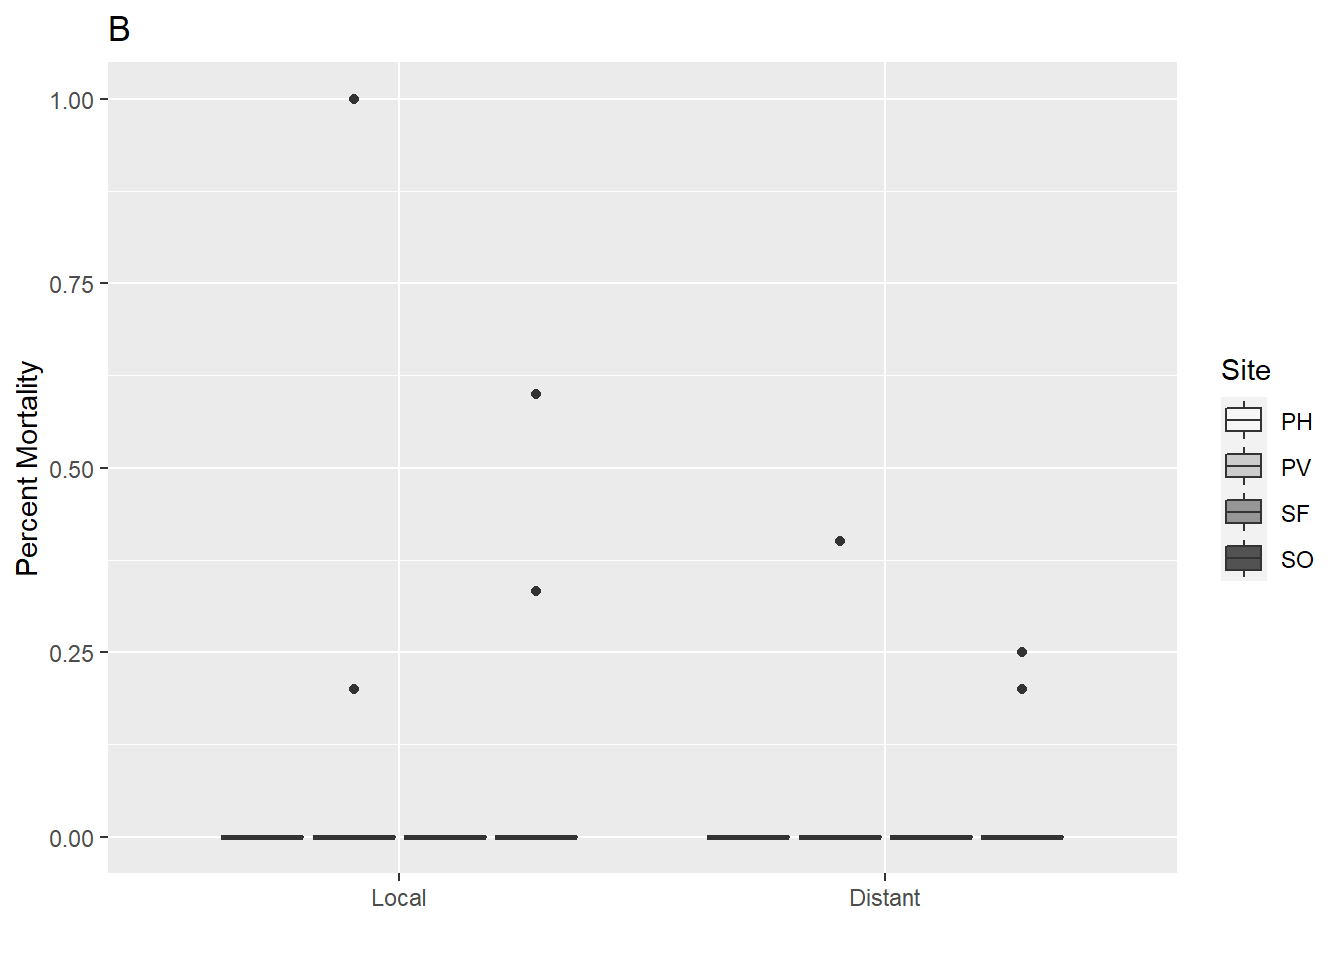 B
Percent Mortality
1.00
0.75
0.50
0.25
0.00
Local
Distant
Site
PH
PV
SF
SO